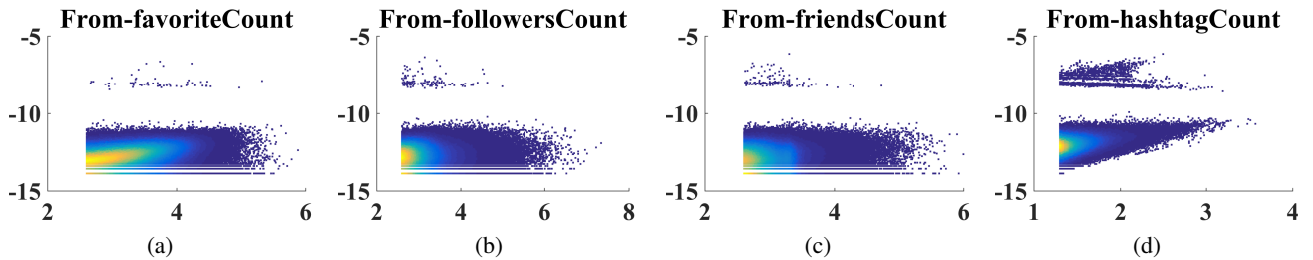 From-favoriteCount
-5
-10
-15
2 4 6
(a)
From-followersCount
-5
-10
-15
2 4 6 8
(b)
From-friendsCount
-5
-10
-15
2 4 6
(c)
From-hashtagCount
-5
-10
-15
1 2 3 4
(d)